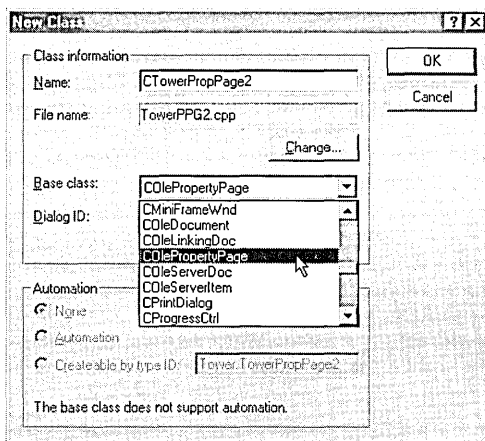 New Class
Class information
Name: CTowerPropPage2
OK
Cancel
File name: TowerPPG2.cpp
Change...
Base class: COlePropertyPage
Dialog ID:
CMiniFrameWnd
COleDocument
COleLinkingDoc
COlePropertyPage
COleServerDoc
COleServerItem
CPrintDialog
CProgressCtrl
Automation
None
Automation
Createable by type ID: Tower.TowerPropPage2
The base class does not support automation.